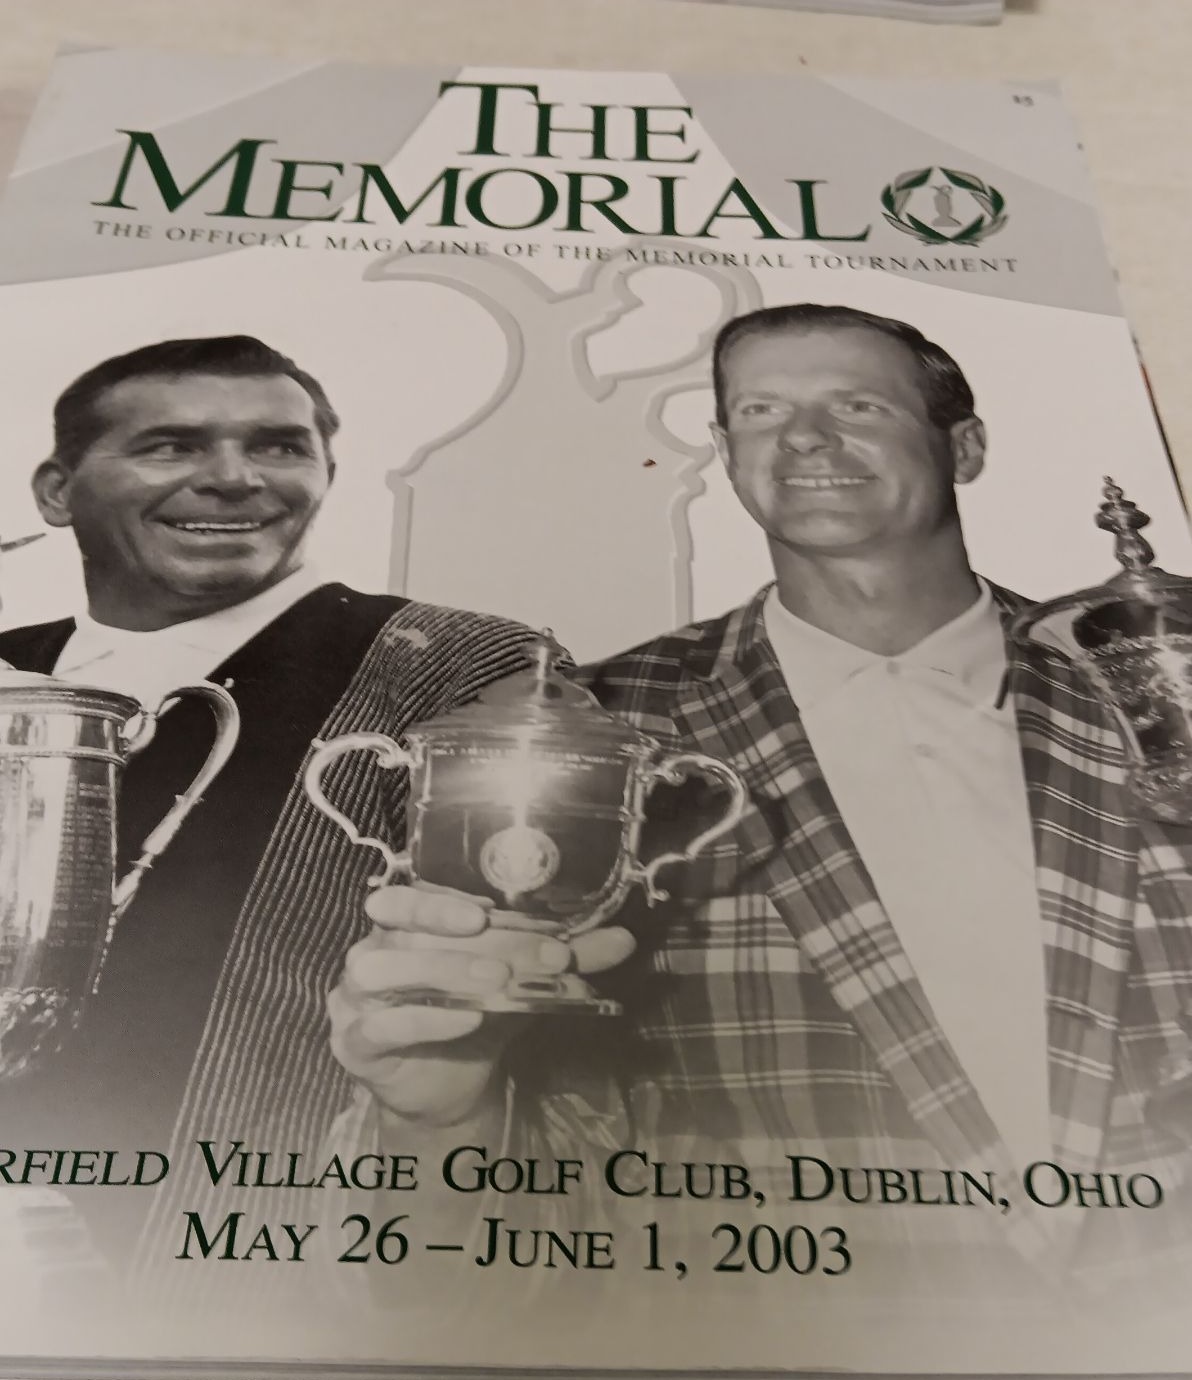 $5
THE
MEMORIAL
THE OFFICIAL MAGAZINE OF THE MEMORIAL TOURNAMENT
RFIELD VILLAGE GOLF CLUB, DUBLIN, OHIO
MAY 26 – JUNE 1, 2003